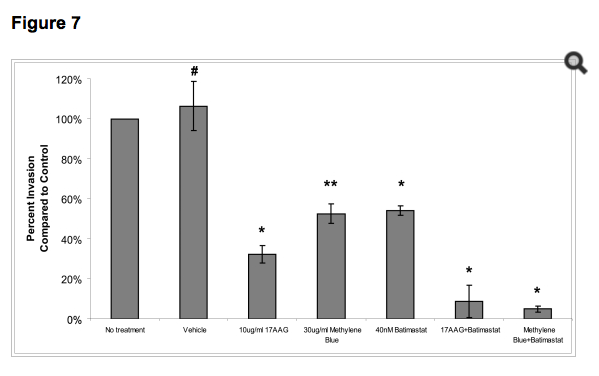 Figure 7
120%
100%
80%
60%
40%
20%
0%
Percent Invasion
Compared to Control
#
*
**
*
*
*
No treatment
Vehicle
10ug/ml 17AAG
30ug/ml Methylene
Blue
40nM Batimastat
17AAG+Batimastat
Methylene
Blue+Batimastat